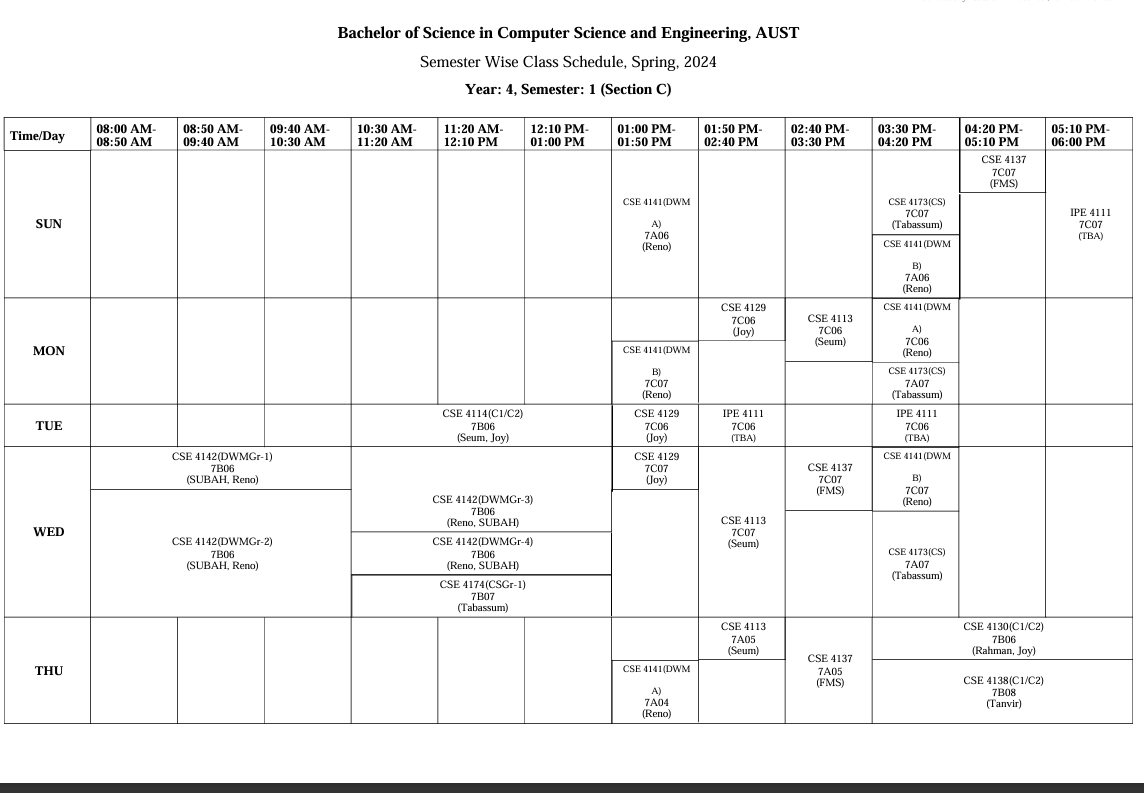 Bachelor of Science in Computer Science and Engineering, AUST
Semester Wise Class Schedule, Spring, 2024
Year: 4, Semester: 1 (Section C)
Time/Day
08:00 AM-
08:50 AM
08:50 AM-
09:40 AM
09:40 AM-
10:30 AM
10:30 AM-
11:20 AM
11:20 AM-
12:10 PM
12:10 PM-
01:00 PM
01:00 PM-
01:50 PM
01:50 PM-
02:40 PM
02:40 PM-
03:30 PM
03:30 PM-
04:20 PM
04:20 PM-
05:10 PM
05:10 PM-
06:00 PM
SUN
CSE 4141(DWM
A)
7A06
(Reno)
CSE 4173(CS)
7C07
(Tabassum)
CSE 4141(DWM
B)
7A06
(Reno)
CSE 4137
7C07
(FMS)
IPE 4111
7C07
(TBA)
MON
CSE 4141(DWM
B)
7C07
(Reno)
CSE 4129
7C06
(Joy)
CSE 4113
7C06
(Seum)
CSE 4141(DWM
A)
7C06
(Reno)
CSE 4173(CS)
7A07
(Tabassum)
TUE
CSE 4114(C1/C2)
7B06
(Seum, Joy)
CSE 4129
7C06
(Joy)
IPE 4111
7C06
(TBA)
IPE 4111
7C06
(TBA)
WED
CSE 4142(DWMGr-1)
7B06
(SUBAH, Reno)
CSE 4142(DWMGr-2)
7B06
(SUBAH, Reno)
CSE 4142(DWMGr-3)
7B06
(Reno, SUBAH)
CSE 4142(DWMGr-4)
7B06
(Reno, SUBAH)
CSE 4174(CSGr-1)
7B07
(Tabassum)
CSE 4129
7C07
(Joy)
CSE 4113
7C07
(Seum)
CSE 4137
7C07
(FMS)
CSE 4141(DWM
B)
7C07
(Reno)
CSE 4173(CS)
7A07
(Tabassum)
THU
CSE 4141(DWM
A)
7A04
(Reno)
CSE 4113
7A05
(Seum)
CSE 4137
7A05
(FMS)
CSE 4130(C1/C2)
7B06
(Rahman, Joy)
CSE 4138(C1/C2)
7B08
(Tanvir)